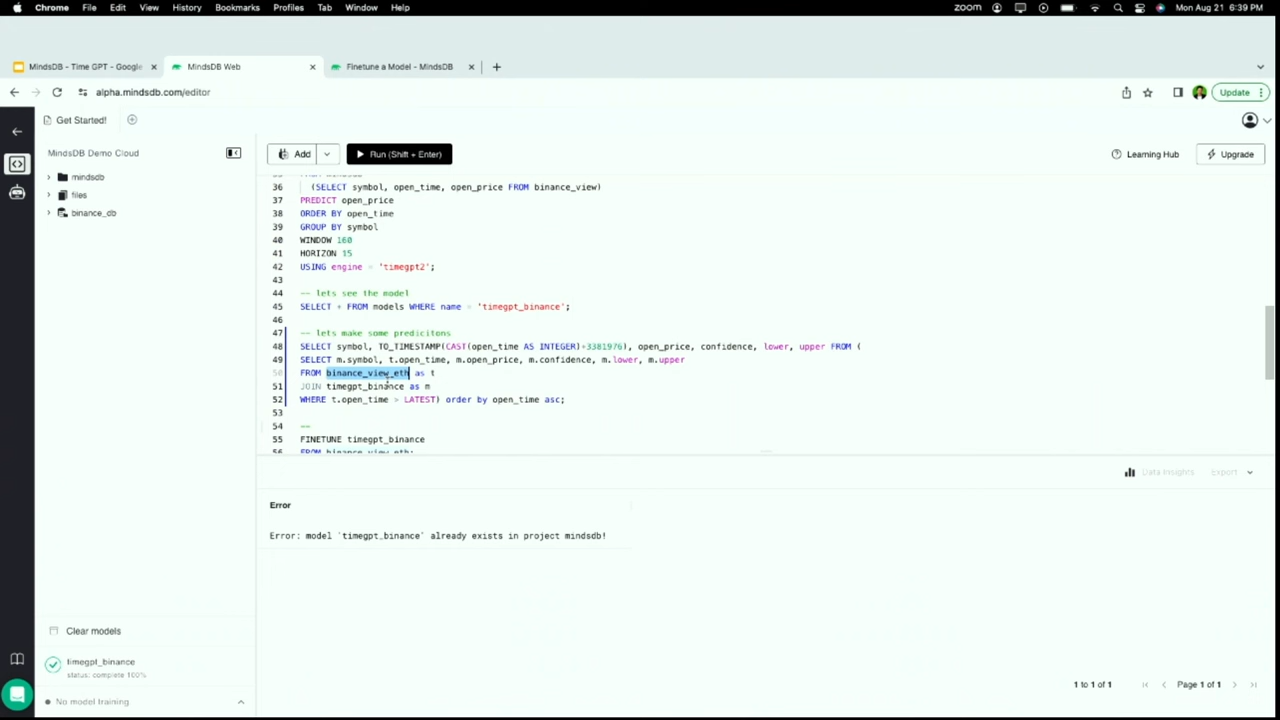 Chrome File Edit View History Bookmarks Profiles Tab Window Help zoom Mon Aug 21 6:39 PM
MindsDB - Time GPT - Google MindsDB Web Finetune a Model - MindsDB
alpha.mindsdb.com/editor Update
Get Started!
MindsDB Demo Cloud Add Run (Shift + Enter) Learning Hub Upgrade
mindsdb
files
binance_db
36 (SELECT symbol, open_time, open_price FROM binance_view)
37 PREDICT open_price
38 ORDER BY open_time
39 GROUP BY symbol
40 WINDOW 160
41 HORIZON 15
42 USING engine = 'timegpt2';
43
44 -- lets see the model
45 SELECT * FROM models WHERE name = 'timegpt_binance';
46
47 -- lets make some predicitons
48 SELECT symbol, TO_TIMESTAMP(CAST(open_time AS INTEGER)+3381976), open_price, confidence, lower, upper FROM (
49 SELECT m.symbol, t.open_time, m.open_price, m.confidence, m.lower, m.upper
50 FROM binance_view_eth as t
51 JOIN timegpt_binance as m
52 WHERE t.open_time > LATEST) order by open_time asc;
53
54 --
55 FINETUNE timegpt_binance
56 FROM binance_view_eth;
Data Insights Export
Error
Error: model `timegpt_binance` already exists in project mindsdb!
Clear models
timegpt_binance
status: complete 100%
No model training
1 to 1 of 1 Page 1 of 1